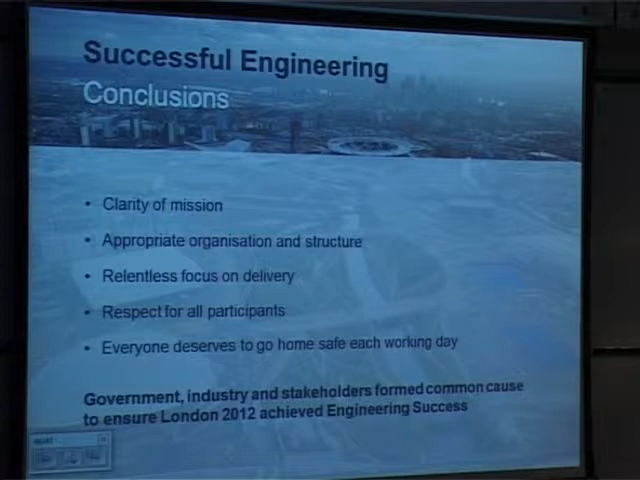 Successful Engineering
Conclusions
• Clarity of mission
• Appropriate organisation and structure
• Relentless focus on delivery
• Respect for all participants
• Everyone deserves to go home safe each working day
Government, industry and stakeholders formed common cause
to ensure London 2012 achieved Engineering Success